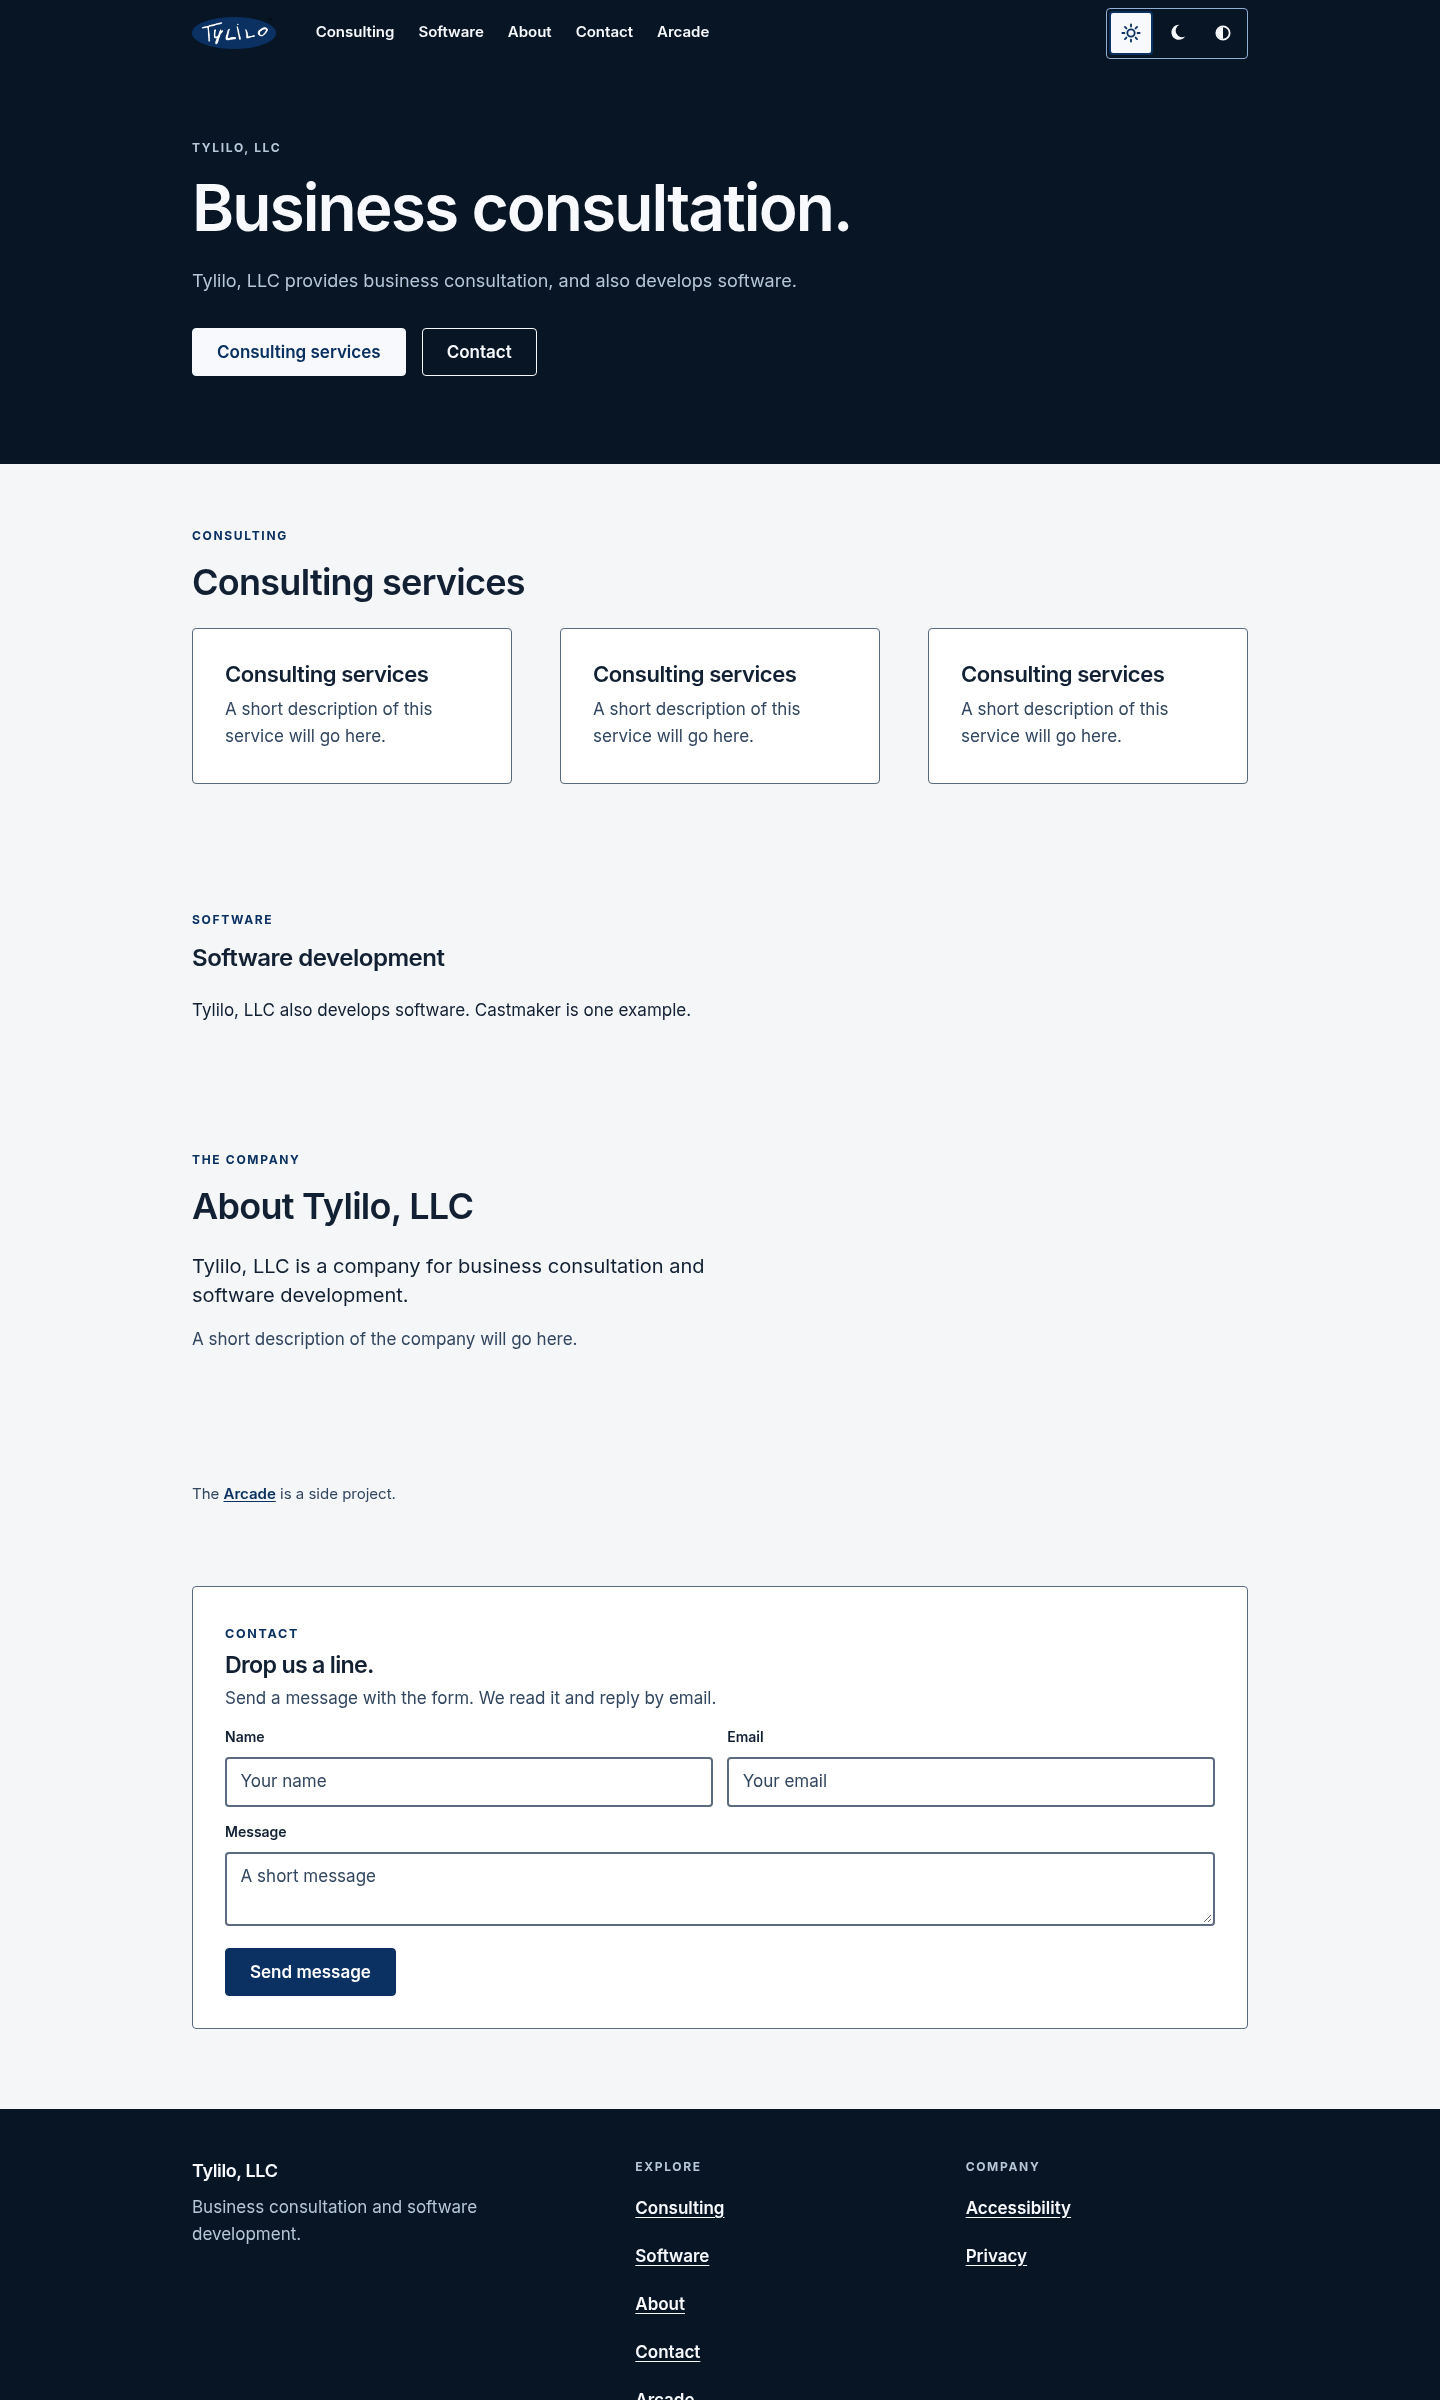 TYLILO
Consulting Software About Contact Arcade
TYLILO, LLC
Business consultation.
Tylilo, LLC provides business consultation, and also develops software.
Consulting services Contact
CONSULTING
Consulting services
Consulting services Consulting services Consulting services
A short description of this A short description of this A short description of this
service will go here. service will go here. service will go here.
SOFTWARE
Software development
Tylilo, LLC also develops software. Castmaker is one example.
THE COMPANY
About Tylilo, LLC
Tylilo, LLC is a company for business consultation and
software development.
A short description of the company will go here.
The Arcade is a side project.
CONTACT
Drop us a line.
Send a message with the form. We read it and reply by email.
Name Email
Your name Your email
Message
A short message
Send message
Tylilo, LLC EXPLORE COMPANY
Business consultation and software
development.
Consulting Accessibility
Software Privacy
About
Contact
Arcade